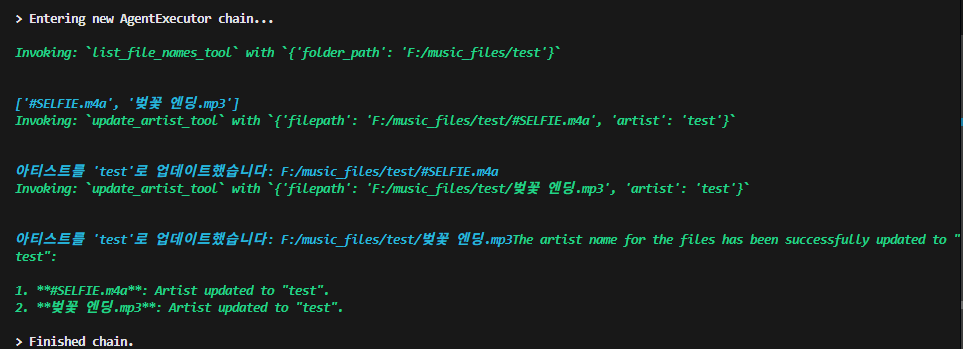 > Entering new AgentExecutor chain...
Invoking: `list_file_names_tool` with `{'folder_path': 'F:/music_files/test'}`
['#SELFIE.m4a', '벚꽃 엔딩.mp3']
Invoking: `update_artist_tool` with `{'filepath': 'F:/music_files/test/#SELFIE.m4a', 'artist': 'test'}`
아티스트를 'test'로 업데이트했습니다: F:/music_files/test/#SELFIE.m4a
Invoking: `update_artist_tool` with `{'filepath': 'F:/music_files/test/벚꽃 엔딩.mp3', 'artist': 'test'}`
아티스트를 'test'로 업데이트했습니다: F:/music_files/test/벚꽃 엔딩.mp3The artist name for the files has been successfully updated to "
test":
1. **#SELFIE.m4a**: Artist updated to "test".
2. **벚꽃 엔딩.mp3**: Artist updated to "test".
> Finished chain.